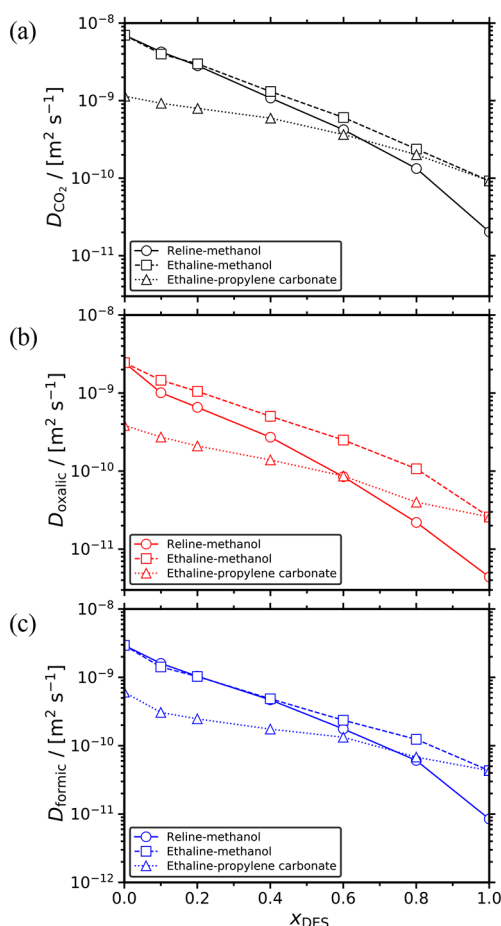 (a)
10⁻⁸
10⁻⁹
10⁻¹⁰
10⁻¹¹
D_CO₂ / [m² s⁻¹]
Reline-methanol
Ethaline-methanol
Ethaline-propylene carbonate
(b)
10⁻⁸
10⁻⁹
10⁻¹⁰
10⁻¹¹
D_oxalic / [m² s⁻¹]
Reline-methanol
Ethaline-methanol
Ethaline-propylene carbonate
(c)
10⁻⁸
10⁻⁹
10⁻¹⁰
10⁻¹¹
10⁻¹²
D_formic / [m² s⁻¹]
Reline-methanol
Ethaline-methanol
Ethaline-propylene carbonate
0.0 0.2 0.4 0.6 0.8 1.0
x_DES